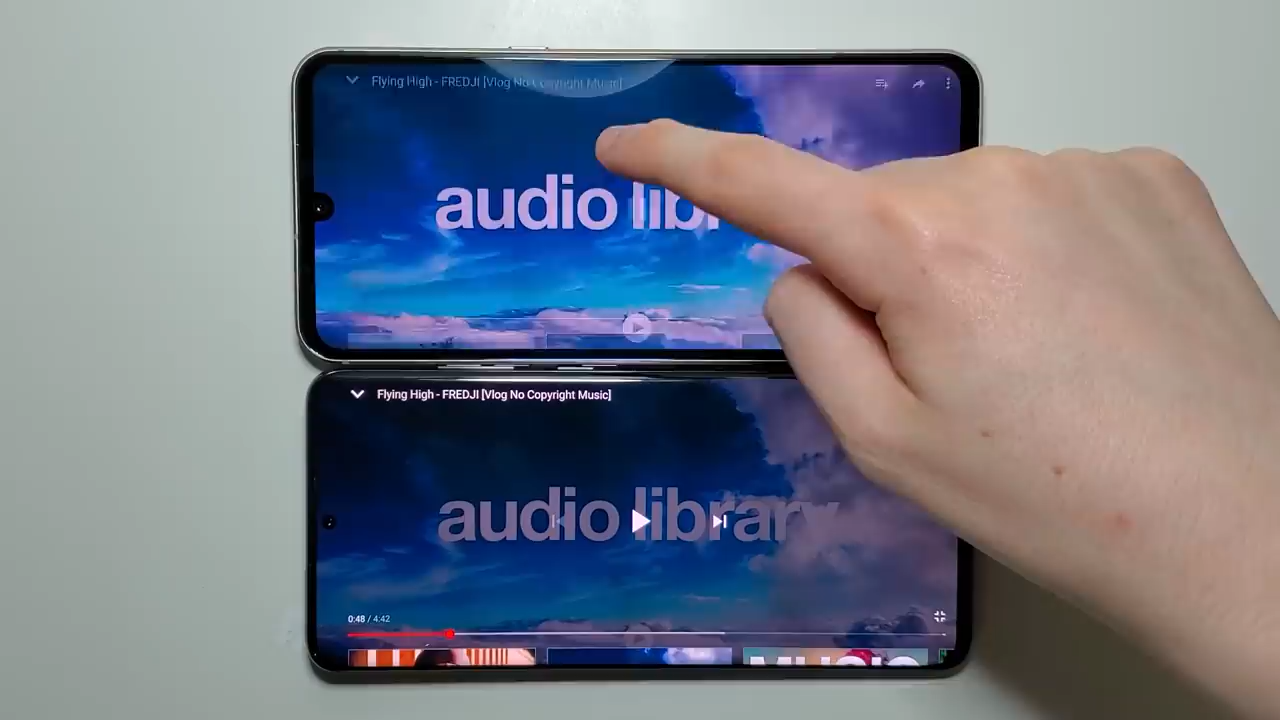 Flying High - FREDJI [Vlog No Copyright Music]
audio libr
Flying High - FREDJI [Vlog No Copyright Music]
audio library
0:48 / 4:42
MUSIC